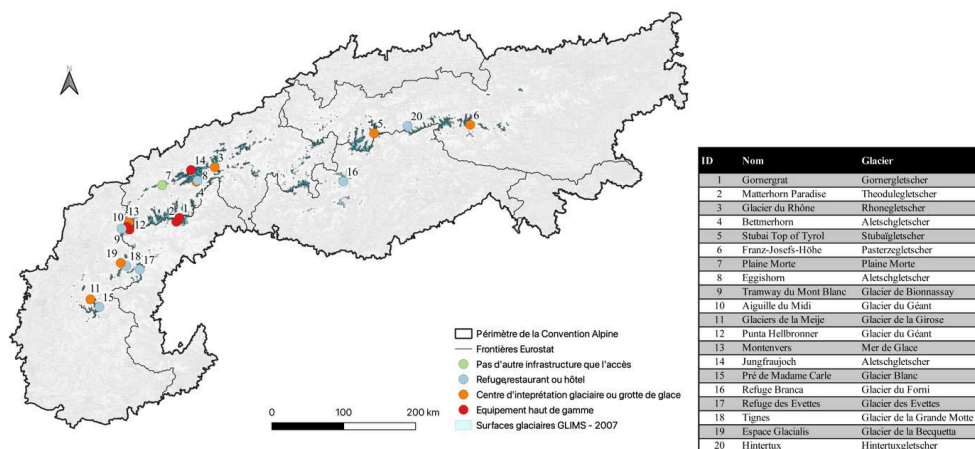 N
20
6
5
16
14
3
7
8
2
1
13
10
12
9
19
18
17
11
15
Périmètre de la Convention Alpine
Frontières Eurostat
Pas d'autre infrastructure que l'accès
Refuge,restaurant ou hôtel
Centre d'inteprétation glaciaire ou grotte de glace
Equipement haut de gamme
Surfaces glaciaires GLIMS - 2007
0 100 200 km
ID Nom Glacier
1 Gornergrat Gornergletscher
2 Matterhorn Paradise Theodulegletscher
3 Glacier du Rhône Rhonegletscher
4 Bettmerhorn Aletschgletscher
5 Stubai Top of Tyrol Stubaïgletscher
6 Franz-Josefs-Höhe Pasterzegletscher
7 Plaine Morte Plaine Morte
8 Eggishorn Aletschgletscher
9 Tramway du Mont Blanc Glacier de Bionnassay
10 Aiguille du Midi Glacier du Géant
11 Glaciers de la Meije Glacier de la Girose
12 Punta Hellbronner Glacier du Géant
13 Montenvers Mer de Glace
14 Jungfraujoch Aletschgletscher
15 Pré de Madame Carle Glacier Blanc
16 Refuge Branca Glacier du Forni
17 Refuge des Evettes Glacier des Evettes
18 Tignes Glacier de la Grande Motte
19 Espace Glacialis Glacier de la Becquetta
20 Hintertux Hintertuxgletscher